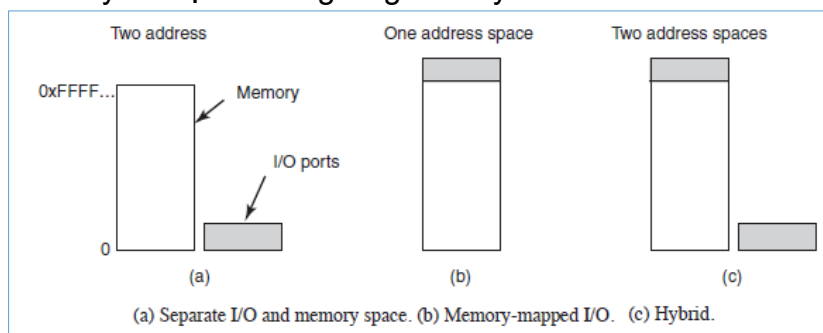 Two address
One address space
Two address spaces
0xFFFF...
Memory
I/O ports
0
(a)
(b)
(c)
(a) Separate I/O and memory space. (b) Memory-mapped I/O. (c) Hybrid.